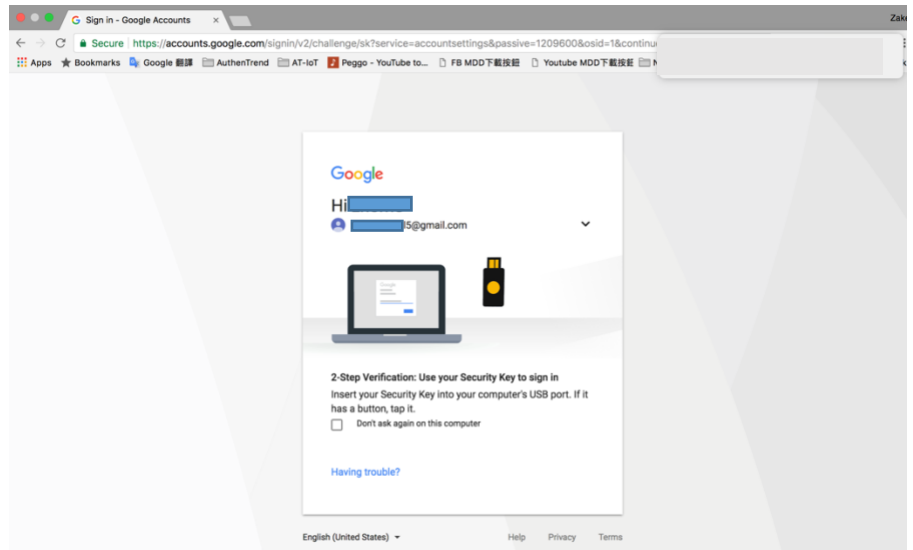 Sign in - Google Accounts
Zake
Secure https://accounts.google.com/signin/v2/challenge/sk?service=accountsettings&passive=1209600&osid=1&continu
Apps Bookmarks Google 翻譯 AuthenTrend AT-IoT Peggo - YouTube to... FB MDD下載按鈕 Youtube MDD下載按鈕 N
Google
Hi
l5@gmail.com
Google
2-Step Verification: Use your Security Key to sign in
Insert your Security Key into your computer's USB port. If it
has a button, tap it.
Don't ask again on this computer
Having trouble?
English (United States) Help Privacy Terms